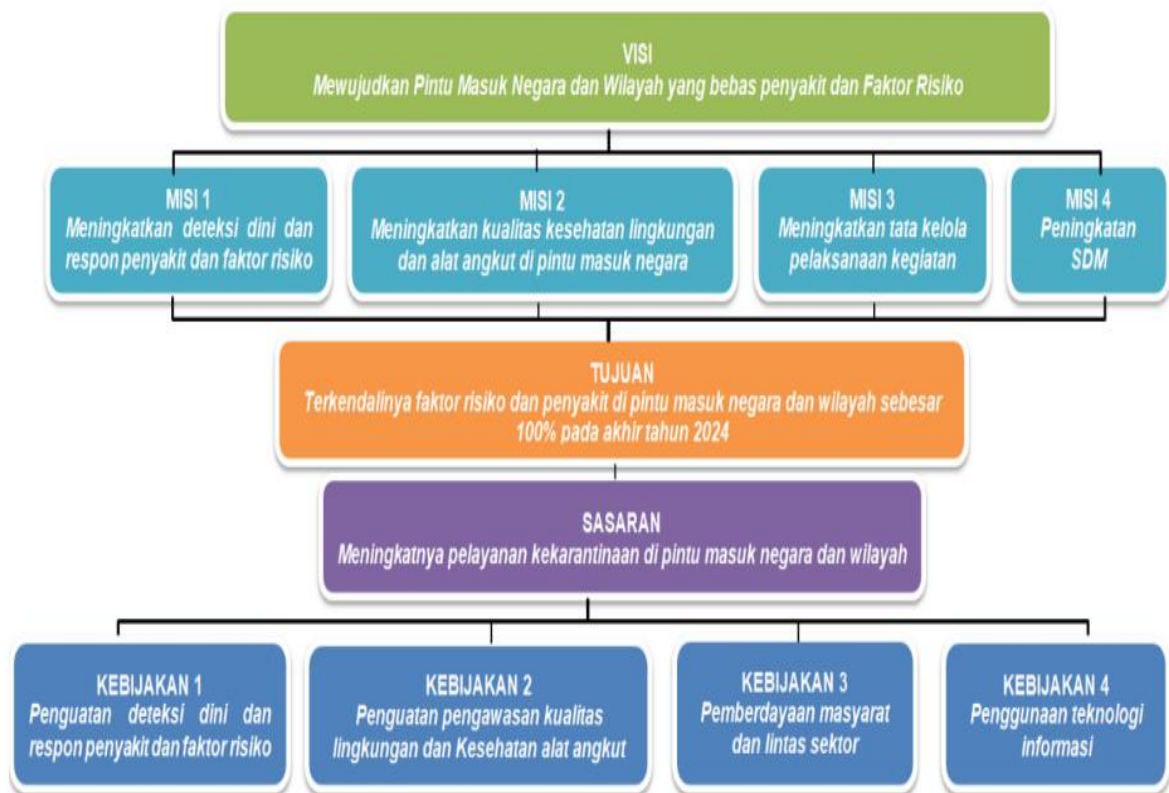 VISI
Mewujudkan Pintu Masuk Negara dan Wilayah yang bebas penyakit dan Faktor Risiko
MISI 1
Meningkatkan deteksi dini dan
respon penyakit dan faktor risiko
MISI 2
Meningkatkan kualitas kesehatan lingkungan
dan alat angkut di pintu masuk negara
MISI 3
Meningkatkan tata kelola
pelaksanaan kegiatan
MISI 4
Peningkatan
SDM
TUJUAN
Terkendalinya faktor risiko dan penyakit di pintu masuk negara dan wilayah sebesar
100% pada akhir tahun 2024
SASARAN
Meningkatnya pelayanan kekarantinaan di pintu masuk negara dan wilayah
KEBIJAKAN 1
Penguatan deteksi dini dan
respon penyakit dan faktor risiko
KEBIJAKAN 2
Penguatan pengawasan kualitas
lingkungan dan Kesehatan alat angkut
KEBIJAKAN 3
Pemberdayaan masyarat
dan lintas sektor
KEBIJAKAN 4
Penggunaan teknologi
informasi